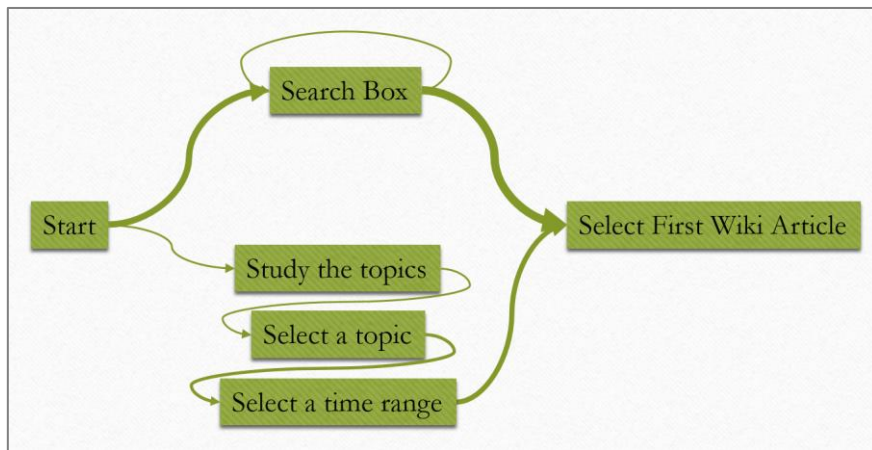 Search Box
Start
Select First Wiki Article
Study the topics
Select a topic
Select a time range